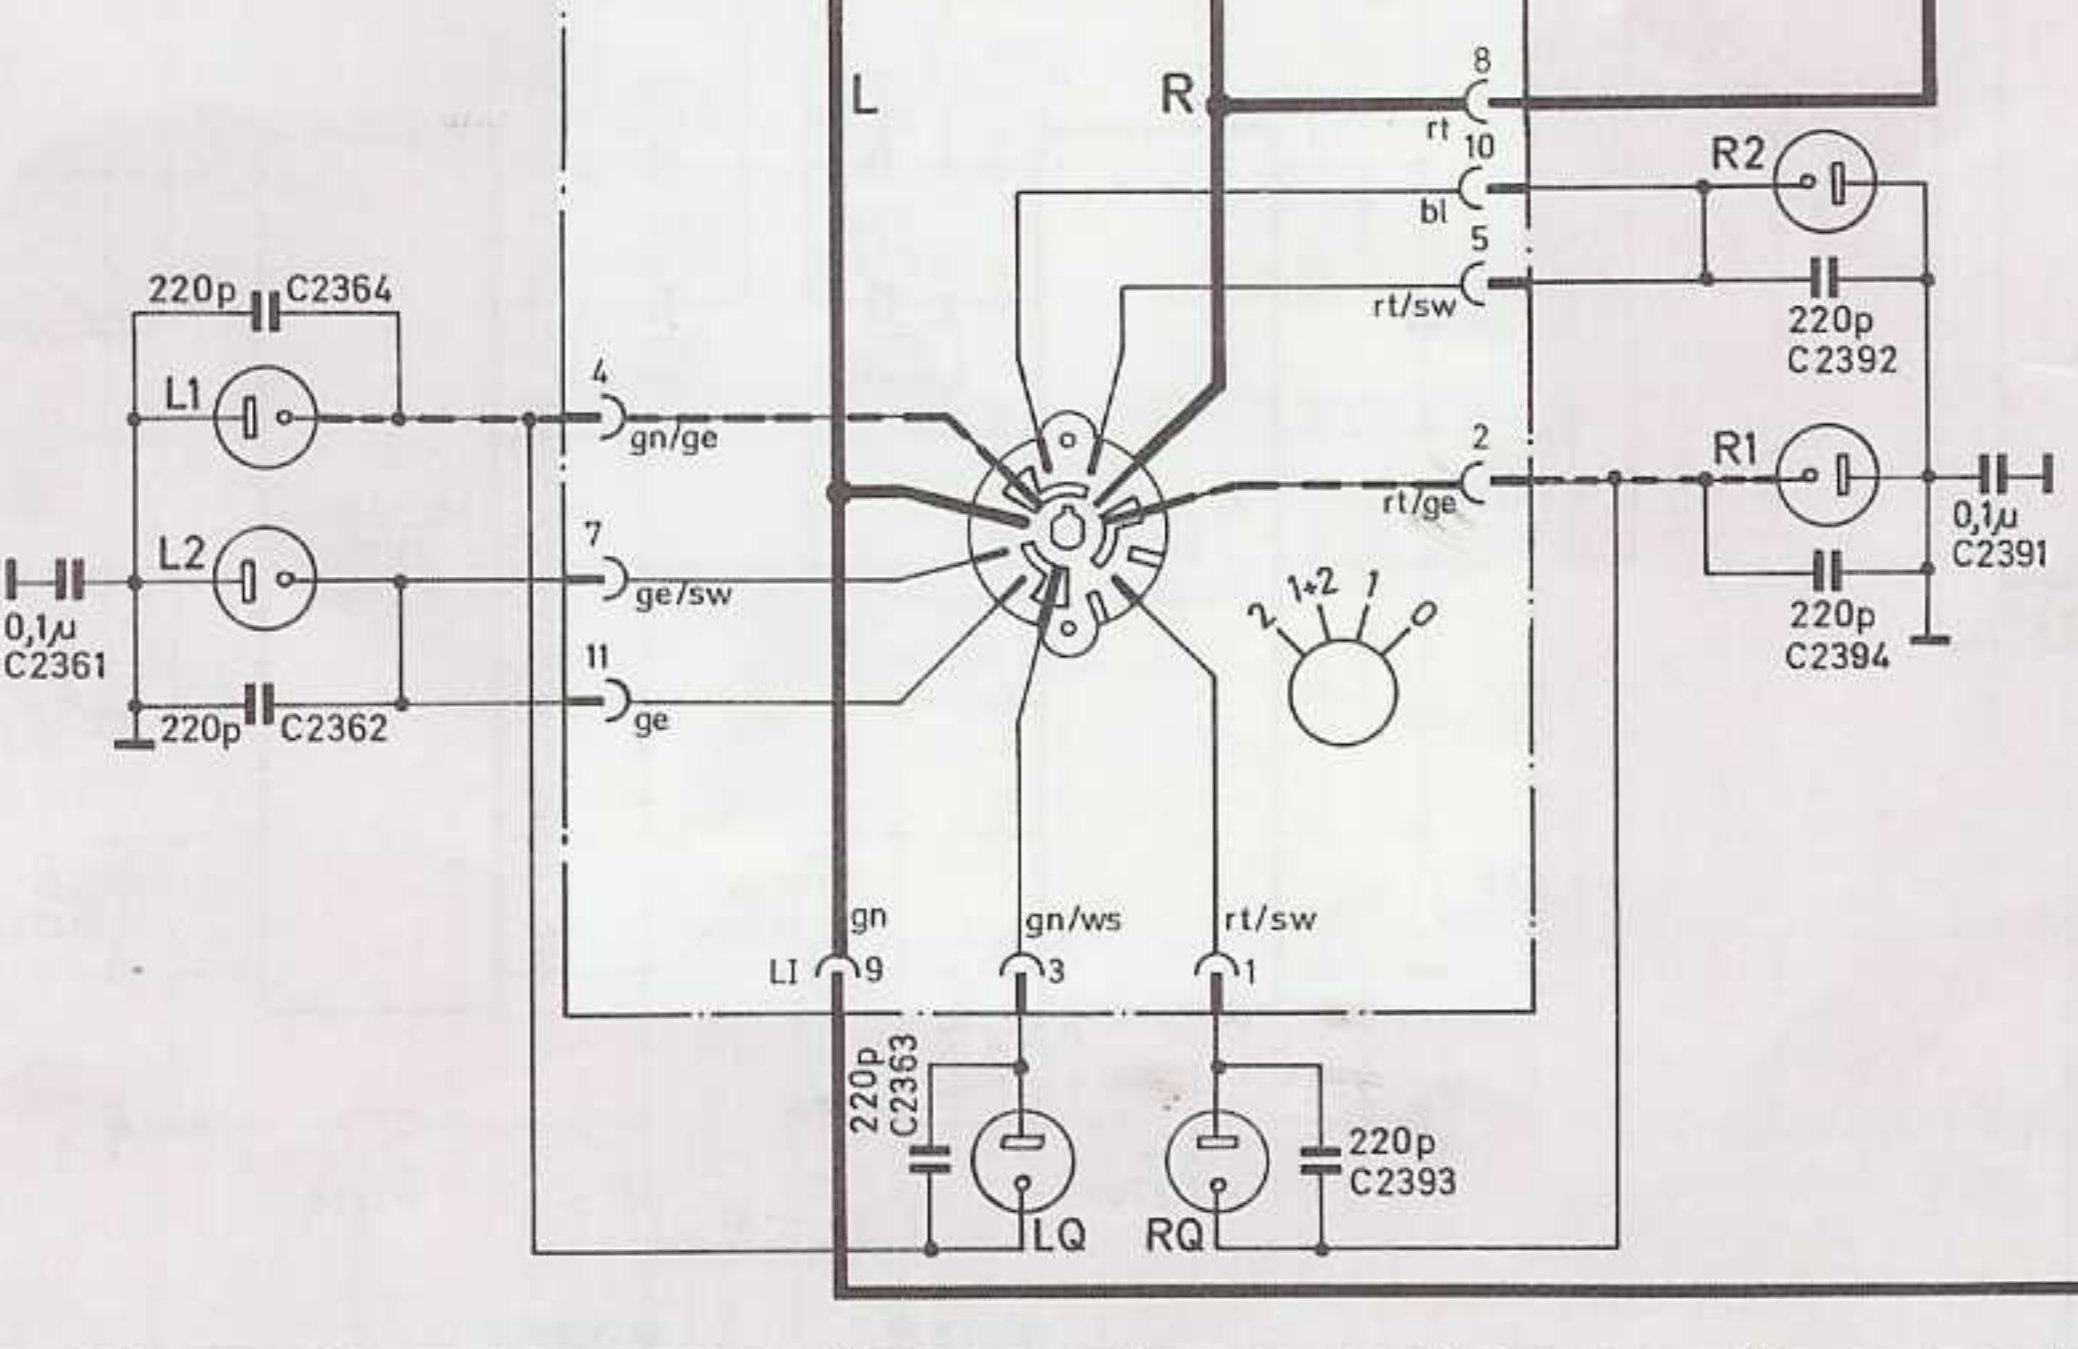 L
R
8
rt
10
bl
R2
5
rt/sw
220p
C2392
220p C2364
L1
4
gn/ge
2
rt/ge
R1
0,1µ
C2391
220p
C2394
L2
7
ge/sw
0,1µ
C2361
11
ge
220p C2362
2 1+2 1 0
gn
gn/ws
rt/sw
LI 9
3
1
220p
C2363
220p
C2393
LQ
RQ